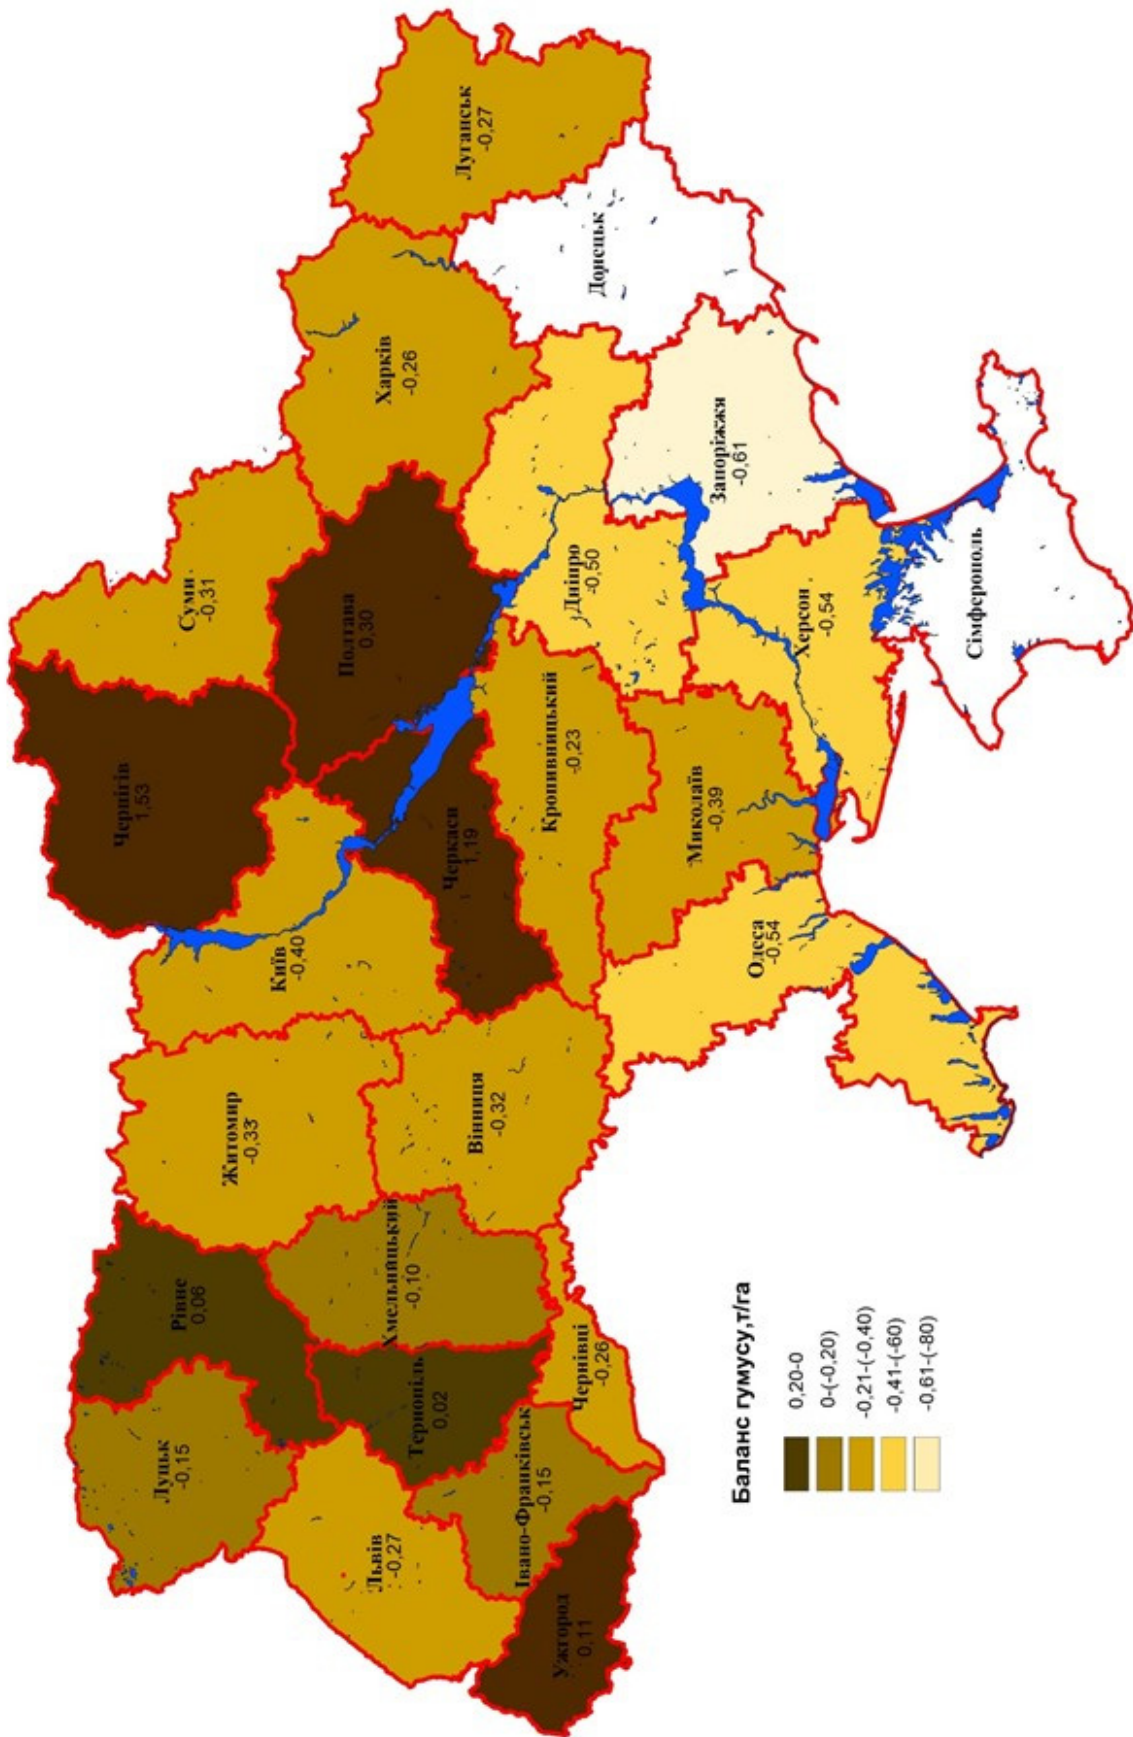 Луцьк
-0,15
Рівне
0,06
Житомир
-0,33
Київ
-0,40
Чернігів
1,53
Суми
-0,31
Львів
-0,27
Тернопіль
0,02
Хмельницький
-0,10
Вінниця
-0,32
Черкаси
1,19
Полтава
0,30
Харків
-0,26
Луганськ
-0,27
Ужгород
0,11
Івано-Франківськ
-0,15
Чернівці
-0,26
Кропивницький
-0,23
Дніпро
-0,50
Донецьк
Одеса
-0,54
Миколаїв
-0,39
Херсон
-0,54
Запоріжжя
-0,61
Сімферополь
Баланс гумусу,т/га
0,20-0
0-(-0,20)
-0,21-(-0,40)
-0,41-(-60)
-0,61-(-80)